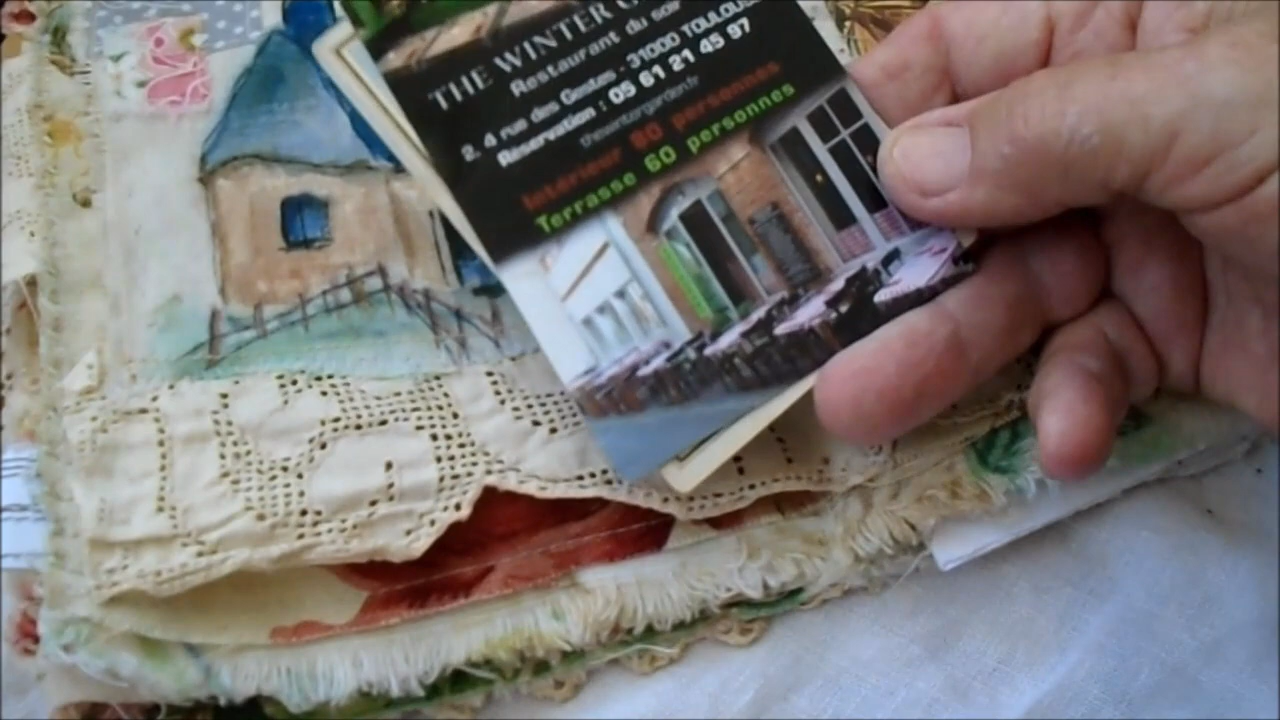 THE WINTER
Restaurant du soir
2, 4 rue des Gestes - 31000 TOULOUSE
Réservation : 05 61 21 45 97
thewintergarden.fr
Intérieur 80 personnes
Terrasse 60 personnes